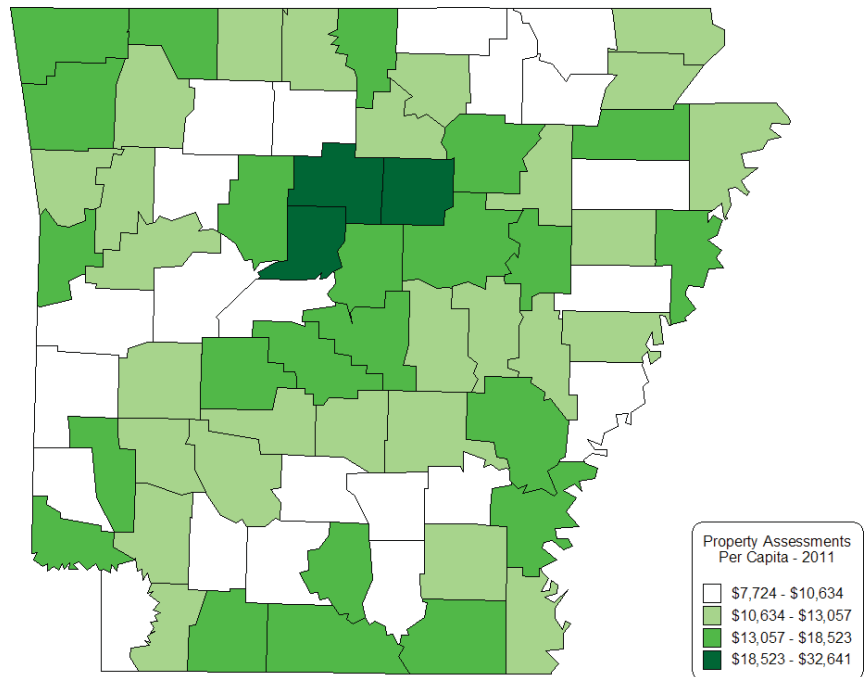 Property Assessments
Per Capita - 2011
$7,724 - $10,634
$10,634 - $13,057
$13,057 - $18,523
$18,523 - $32,641